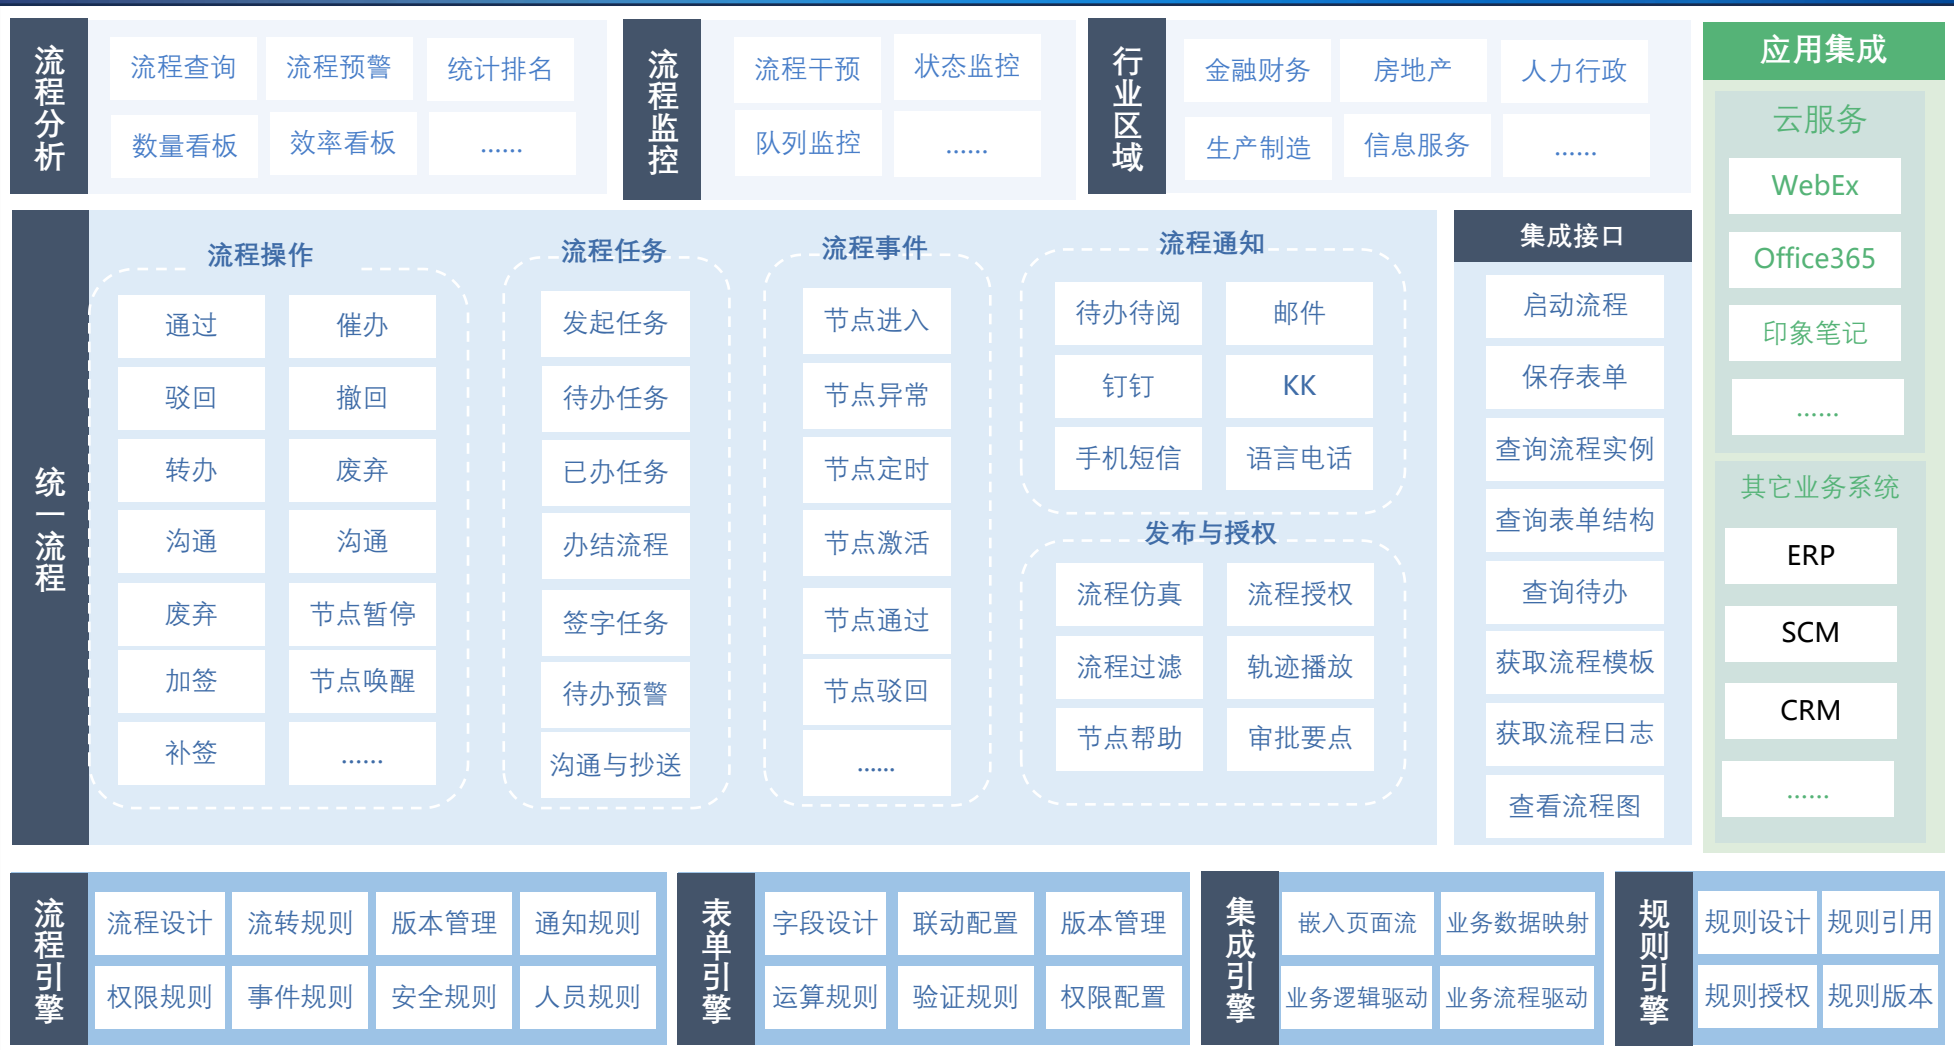 流程分析
流程查询
流程预警
统计排名
数量看板
效率看板
......
流程监控
流程干预
状态监控
队列监控
......
行业区域
金融财务
房地产
人力行政
生产制造
信息服务
......
应用集成
云服务
WebEx
Office365
印象笔记
......
其它业务系统
ERP
SCM
CRM
......
统一流程
流程操作
通过
催办
驳回
撤回
转办
废弃
沟通
沟通
废弃
节点暂停
加签
节点唤醒
补签
......
流程任务
发起任务
待办任务
已办任务
办结流程
签字任务
待办预警
沟通与抄送
流程事件
节点进入
节点异常
节点定时
节点激活
节点通过
节点驳回
......
流程通知
待办待阅
邮件
钉钉
KK
手机短信
语言电话
发布与授权
流程仿真
流程授权
流程过滤
轨迹播放
节点帮助
审批要点
集成接口
启动流程
保存表单
查询流程实例
查询表单结构
查询待办
获取流程模板
获取流程日志
查看流程图
流程引擎
流程设计
流转规则
版本管理
通知规则
权限规则
事件规则
安全规则
人员规则
表单引擎
字段设计
联动配置
版本管理
运算规则
验证规则
权限配置
集成引擎
嵌入页面流
业务数据映射
业务逻辑驱动
业务流程驱动
规则引擎
规则设计
规则引用
规则授权
规则版本